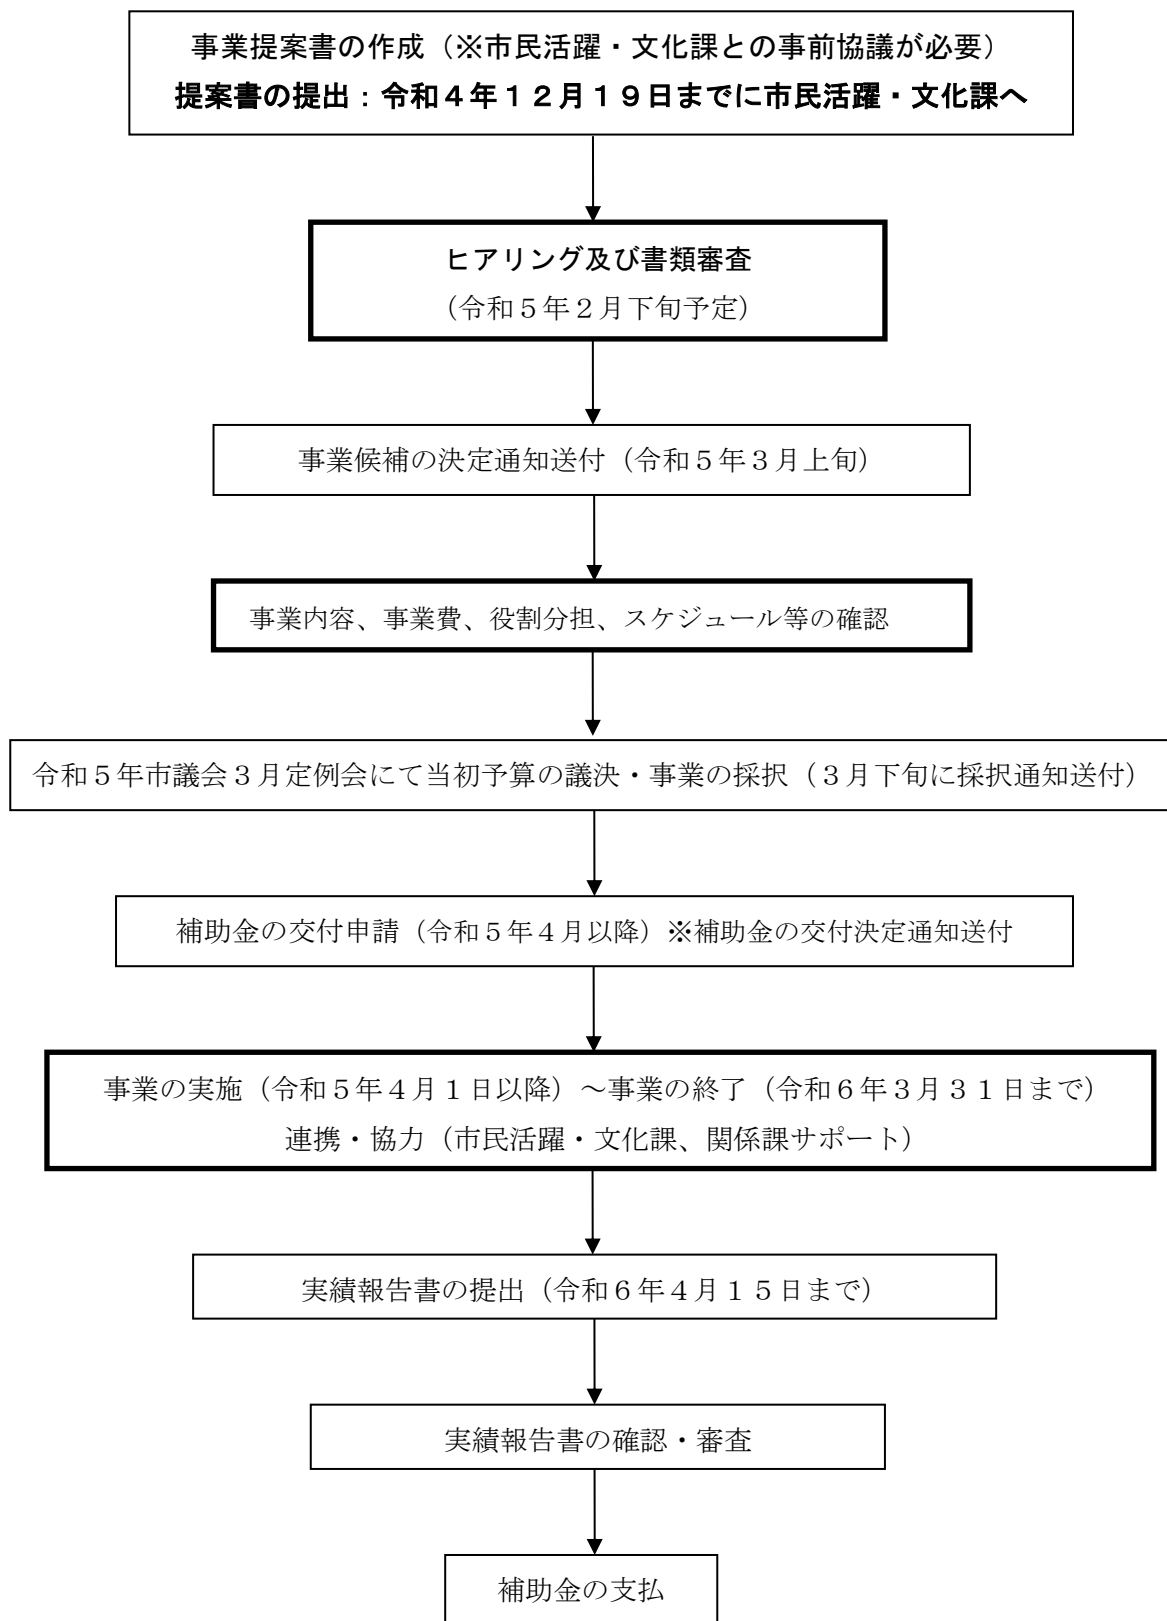 事業提案書の作成（※市民活躍・文化課との事前協議が必要）
提案書の提出：令和４年１２月１９日までに市民活躍・文化課へ
ヒアリング及び書類審査
（令和５年２月下旬予定）
事業候補の決定通知送付（令和５年３月上旬）
事業内容、事業費、役割分担、スケジュール等の確認
令和５年市議会３月定例会にて当初予算の議決・事業の採択（３月下旬に採択通知送付）
補助金の交付申請（令和５年４月以降）※補助金の交付決定通知送付
事業の実施（令和５年４月１日以降）～事業の終了（令和６年３月３１日まで）
連携・協力（市民活躍・文化課、関係課サポート）
実績報告書の提出（令和６年４月１５日まで）
実績報告書の確認・審査
補助金の支払